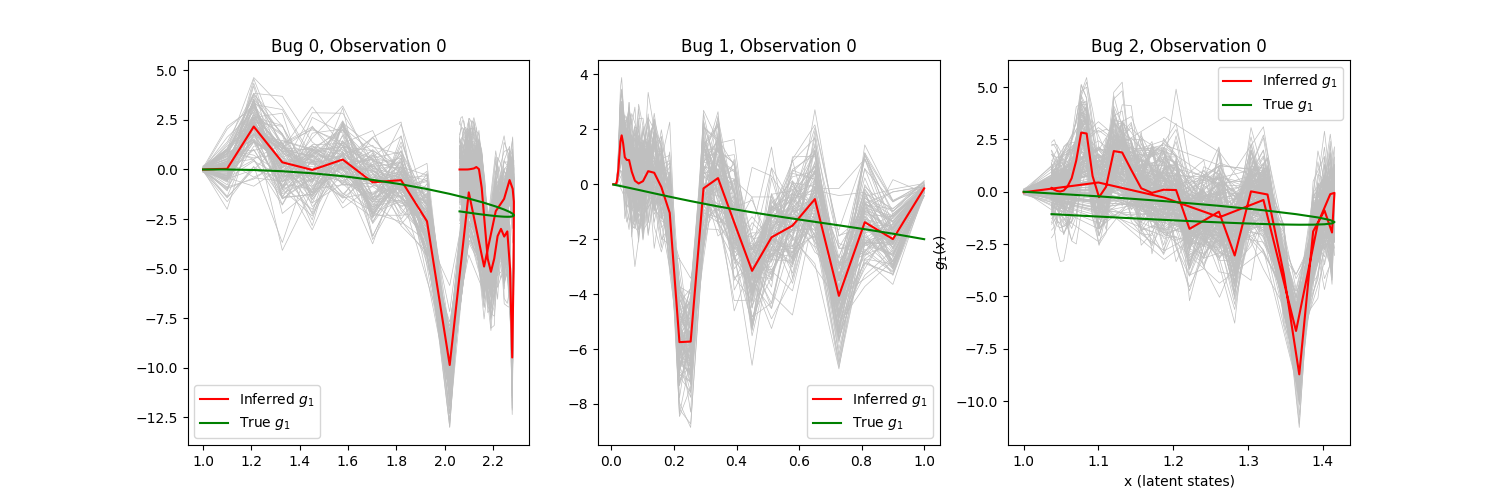 Bug 0, Observation 0
5.0
2.5
0.0
−2.5
−5.0
−7.5
−10.0
−12.5
Inferred g₁
True g₁
1.0 1.2 1.4 1.6 1.8 2.0 2.2
Bug 1, Observation 0
4
2
0
−2
−4
−6
−8
Inferred g₁
True g₁
0.0 0.2 0.4 0.6 0.8 1.0
Bug 2, Observation 0
g₁(x)
5.0
2.5
0.0
−2.5
−5.0
−7.5
−10.0
Inferred g₁
True g₁
1.0 1.1 1.2 1.3 1.4
x (latent states)